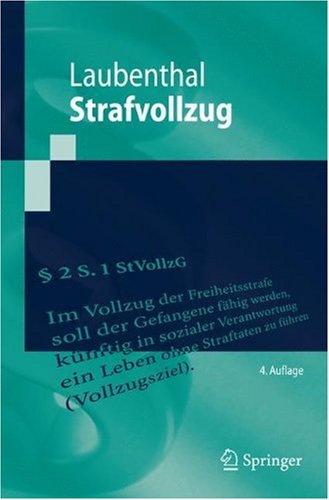 Laubenthal
Strafvollzug
§ 2 S. 1 StVollzG
Im Vollzug der Freiheitsstrafe
soll der Gefangene fähig werden,
künftig in sozialer Verantwortung
ein Leben ohne Straftaten zu führen
(Vollzugsziel).
4. Auflage
Springer